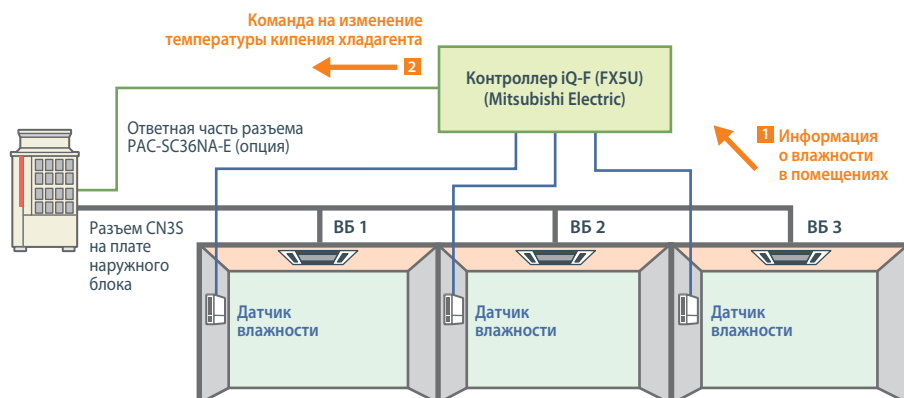 Команда на изменение
температуры кипения хладагента
2
Контроллер iQ-F (FX5U)
(Mitsubishi Electric)
Ответная часть разъема
PAC-SC36NA-E (опция)
1 Информация
о влажности
в помещениях
Разъем CN3S
на плате
наружного
блока
ВБ 1
ВБ 2
ВБ 3
Датчик
влажности
Датчик
влажности
Датчик
влажности